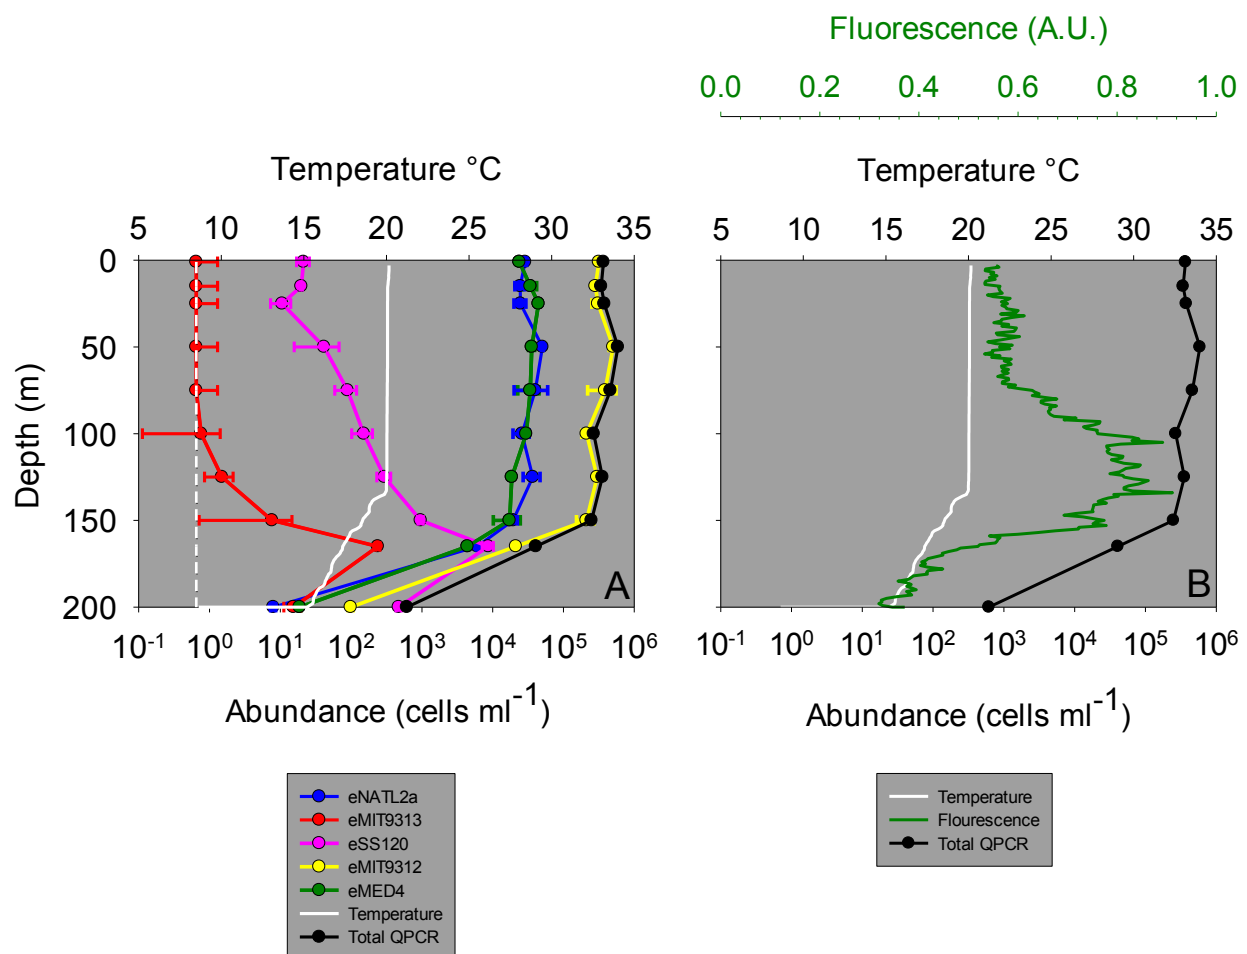 Fluorescence (A.U.)
0.0 0.2 0.4 0.6 0.8 1.0
Temperature °C
5 10 15 20 25 30 35
Temperature °C
5 10 15 20 25 30 35
Depth (m)
0
50
100
150
200
A
B
10-1 100 101 102 103 104 105 106
Abundance (cells ml-1)
10-1 100 101 102 103 104 105 106
Abundance (cells ml-1)
eNATL2a
eMIT9313
eSS120
eMIT9312
eMED4
Temperature
Total QPCR
Temperature
Flourescence
Total QPCR